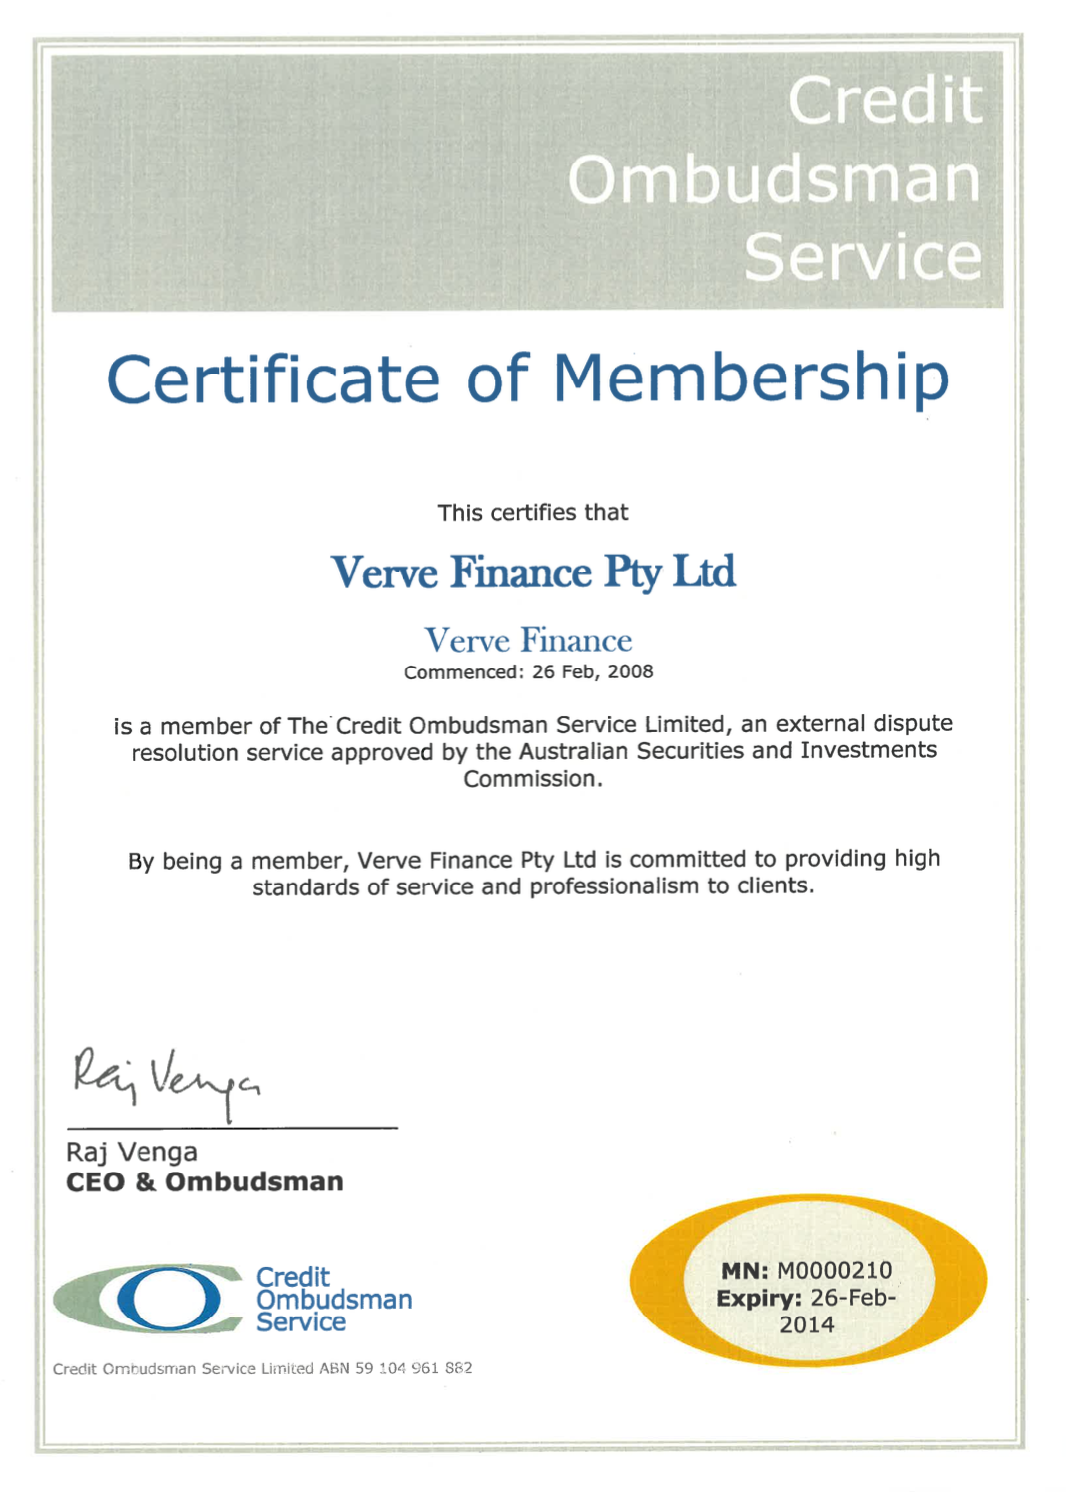 Credit
Ombudsman
Service
Certificate of Membership
This certifies that
Verve Finance Pty Ltd
Verve Finance
Commenced: 26 Feb, 2008
is a member of The Credit Ombudsman Service Limited, an external dispute
resolution service approved by the Australian Securities and Investments
Commission.
By being a member, Verve Finance Pty Ltd is committed to providing high
standards of service and professionalism to clients.
Raj Venga
Raj Venga
CEO & Ombudsman
Credit
Ombudsman
Service
Credit Ombudsman Service Limited ABN 59 104 961 882
MN: M0000210
Expiry: 26-Feb-
2014